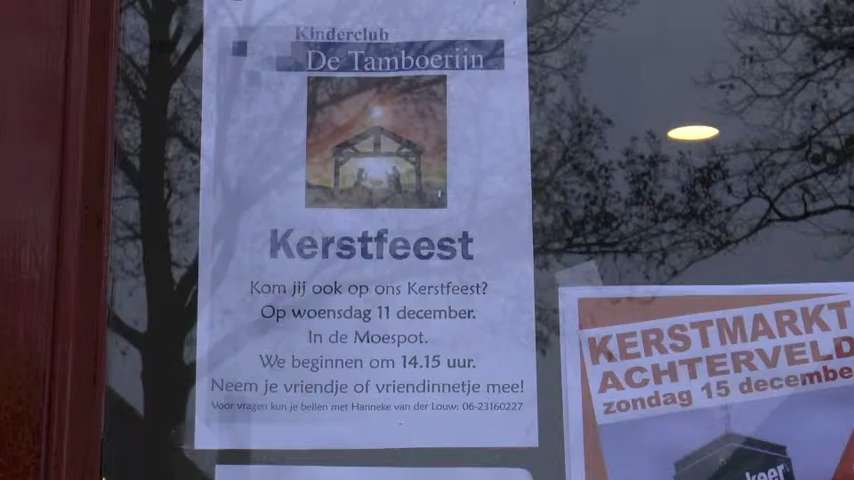 Kinderclub
De Tamboerijn
Kerstfeest
Kom jij ook op ons Kerstfeest?
Op woensdag 11 december.
In de Moespot.
We beginnen om 14.15 uur.
Neem je vriendje of vriendinnetje mee!
Voor vragen kun je bellen met Hanneke van der Louw: 06-23160227
KERSTMARKT
ACHTERVELD
zondag 15 decembe
keer